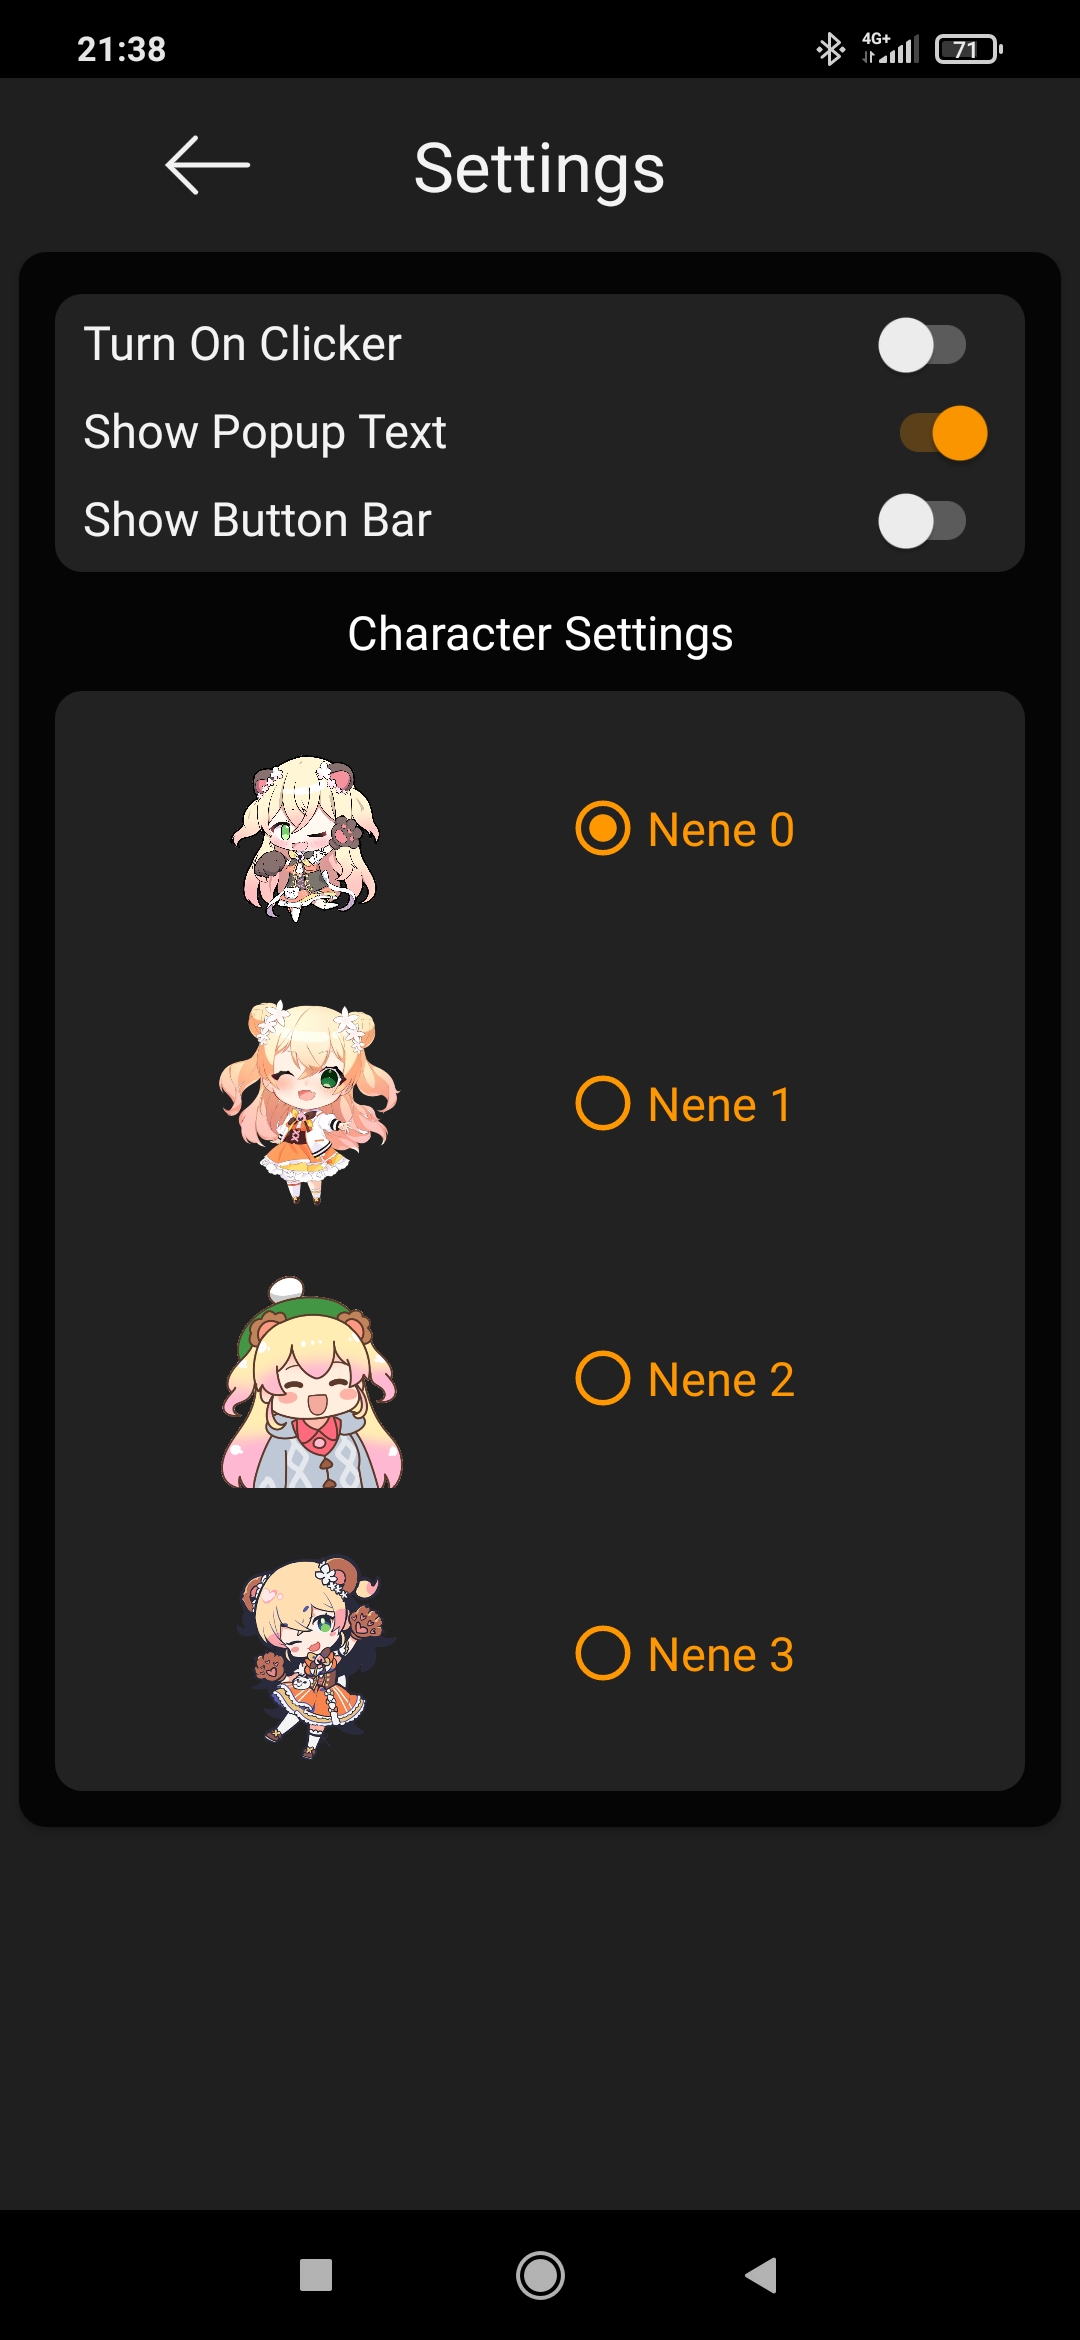 21:38
4G+
71
Settings
Turn On Clicker
Show Popup Text
Show Button Bar
Character Settings
Nene 0
Nene 1
Nene 2
Nene 3